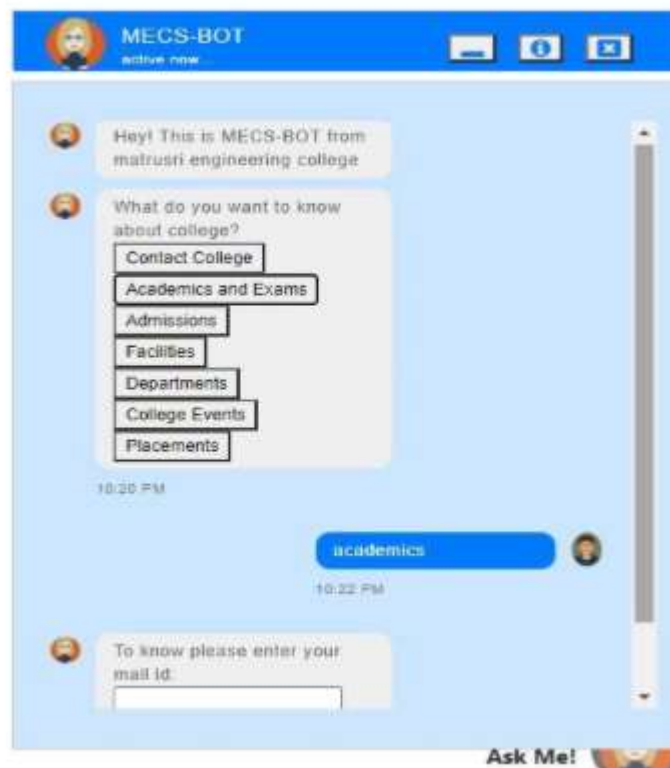 MECS-BOT
active now...
Hey! This is MECS-BOT from
matrusri engineering college
What do you want to know
about college?
Contact College
Academics and Exams
Admissions
Facilities
Departments
College Events
Placements
10:20 PM
academics
10:22 PM
To know please enter your
mail id:
Ask Me!